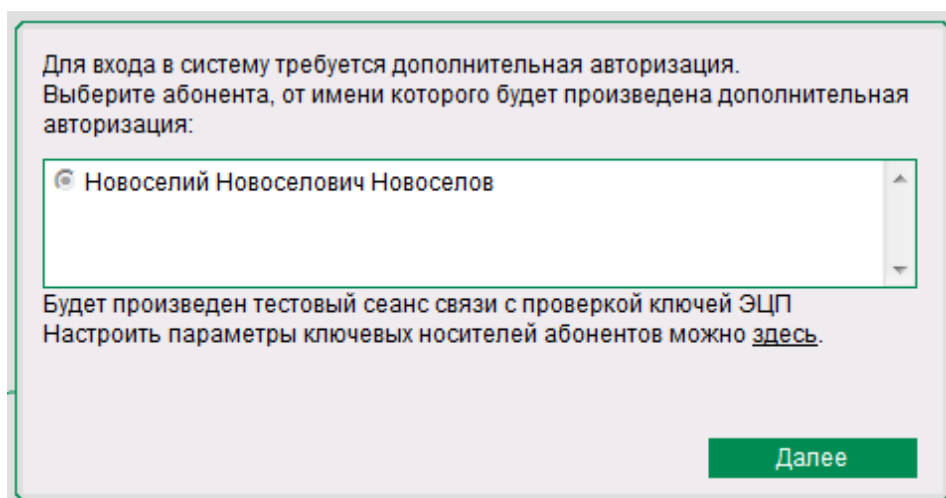 Для входа в систему требуется дополнительная авторизация.
Выберите абонента, от имени которого будет произведена дополнительная
авторизация:
Новоселий Новоселович Новоселов
Будет произведен тестовый сеанс связи с проверкой ключей ЭЦП
Настроить параметры ключевых носителей абонентов можно здесь.
Далее